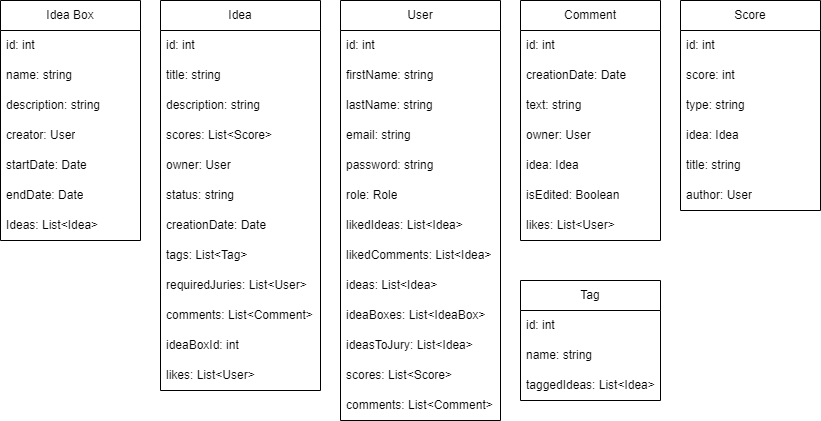 Idea Box
id: int
name: string
description: string
creator: User
startDate: Date
endDate: Date
Ideas: List<Idea>
Idea
id: int
title: string
description: string
scores: List<Score>
owner: User
status: string
creationDate: Date
tags: List<Tag>
requiredJuries: List<User>
comments: List<Comment>
ideaBoxId: int
likes: List<User>
User
id: int
firstName: string
lastName: string
email: string
password: string
role: Role
likedIdeas: List<Idea>
likedComments: List<Idea>
ideas: List<Idea>
ideaBoxes: List<IdeaBox>
ideasToJury: List<Idea>
scores: List<Score>
comments: List<Comment>
Comment
id: int
creationDate: Date
text: string
owner: User
idea: Idea
isEdited: Boolean
likes: List<User>
Tag
id: int
name: string
taggedIdeas: List<Idea>
Score
id: int
score: int
type: string
idea: Idea
title: string
author: User